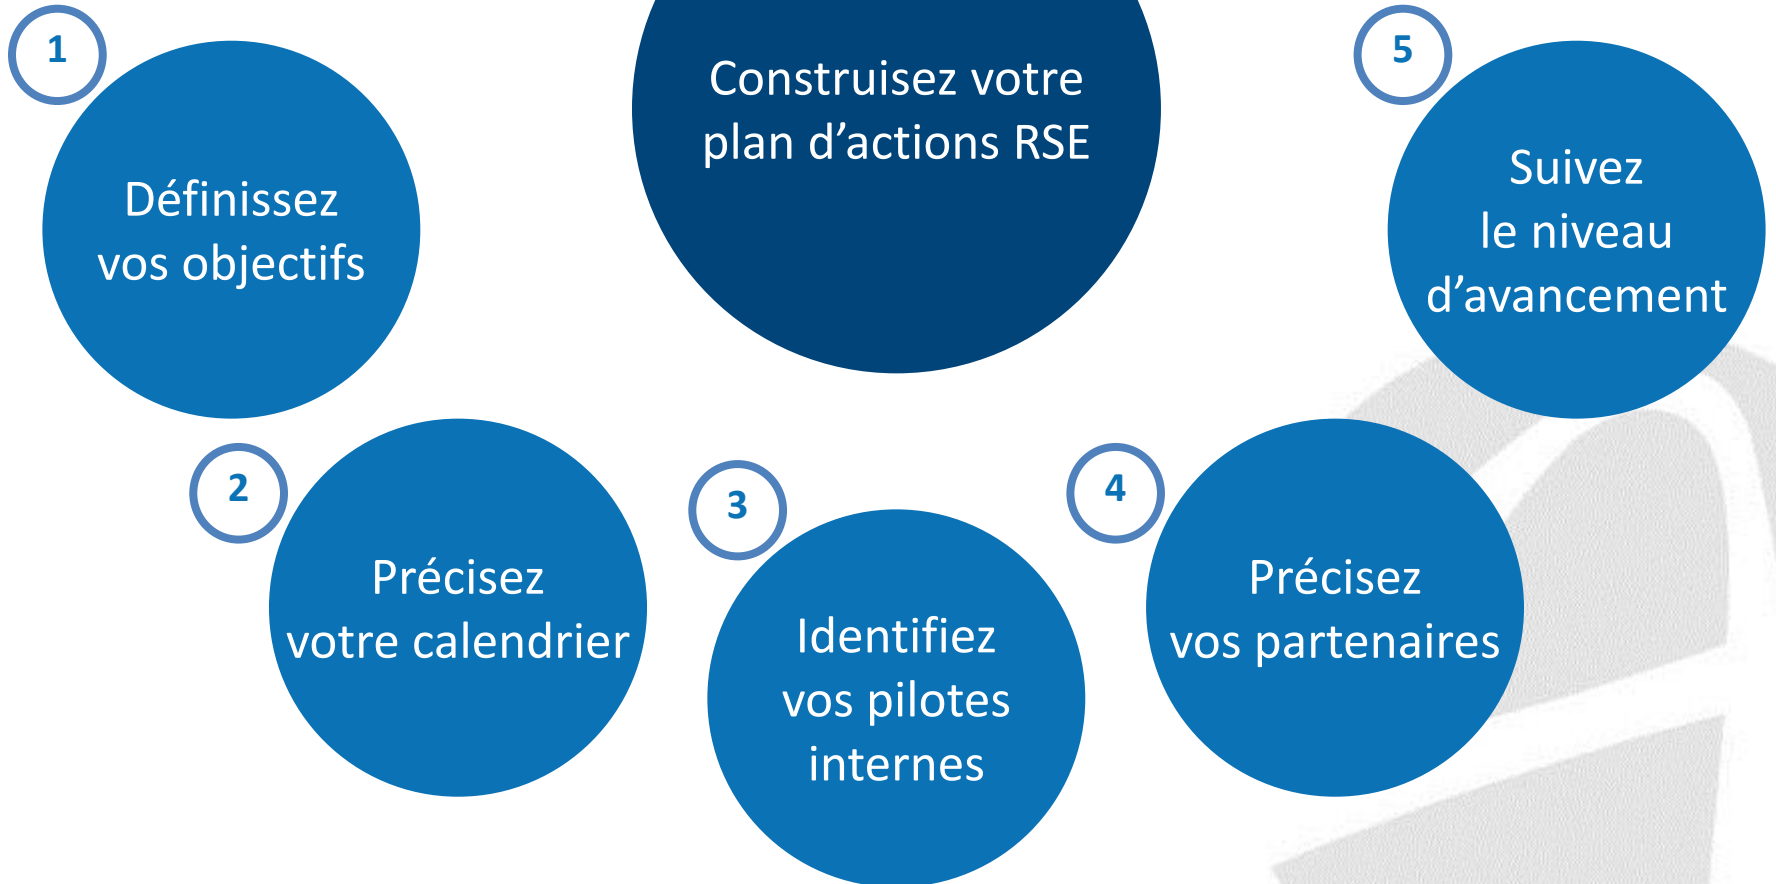 Construisez votre
plan d’actions RSE
1
Définissez
vos objectifs
2
Précisez
votre calendrier
3
Identifiez
vos pilotes
internes
4
Précisez
vos partenaires
5
Suivez
le niveau
d’avancement